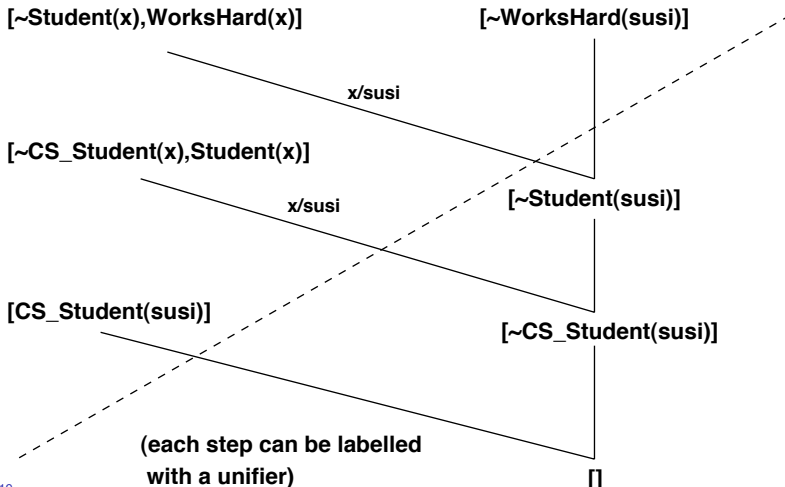 [~Student(x),WorksHard(x)]
[~WorksHard(susi)]
x/susi
[~CS_Student(x),Student(x)]
[~Student(susi)]
x/susi
[CS_Student(susi)]
[~CS_Student(susi)]
(each step can be labelled
with a unifier)
[]